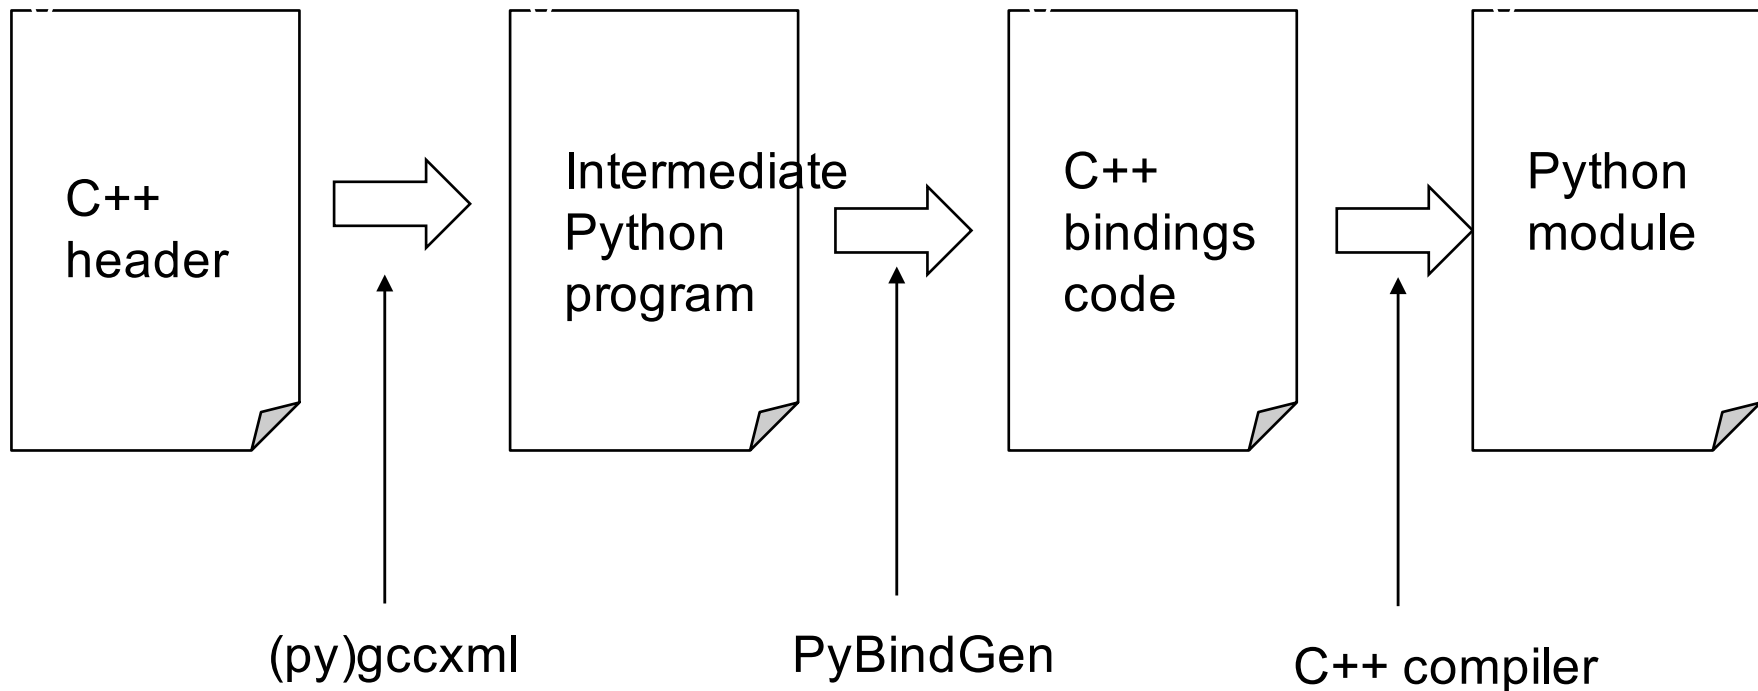 C++
header
Intermediate
Python
program
C++
bindings
code
Python
module
(py)gccxml
PyBindGen
C++ compiler